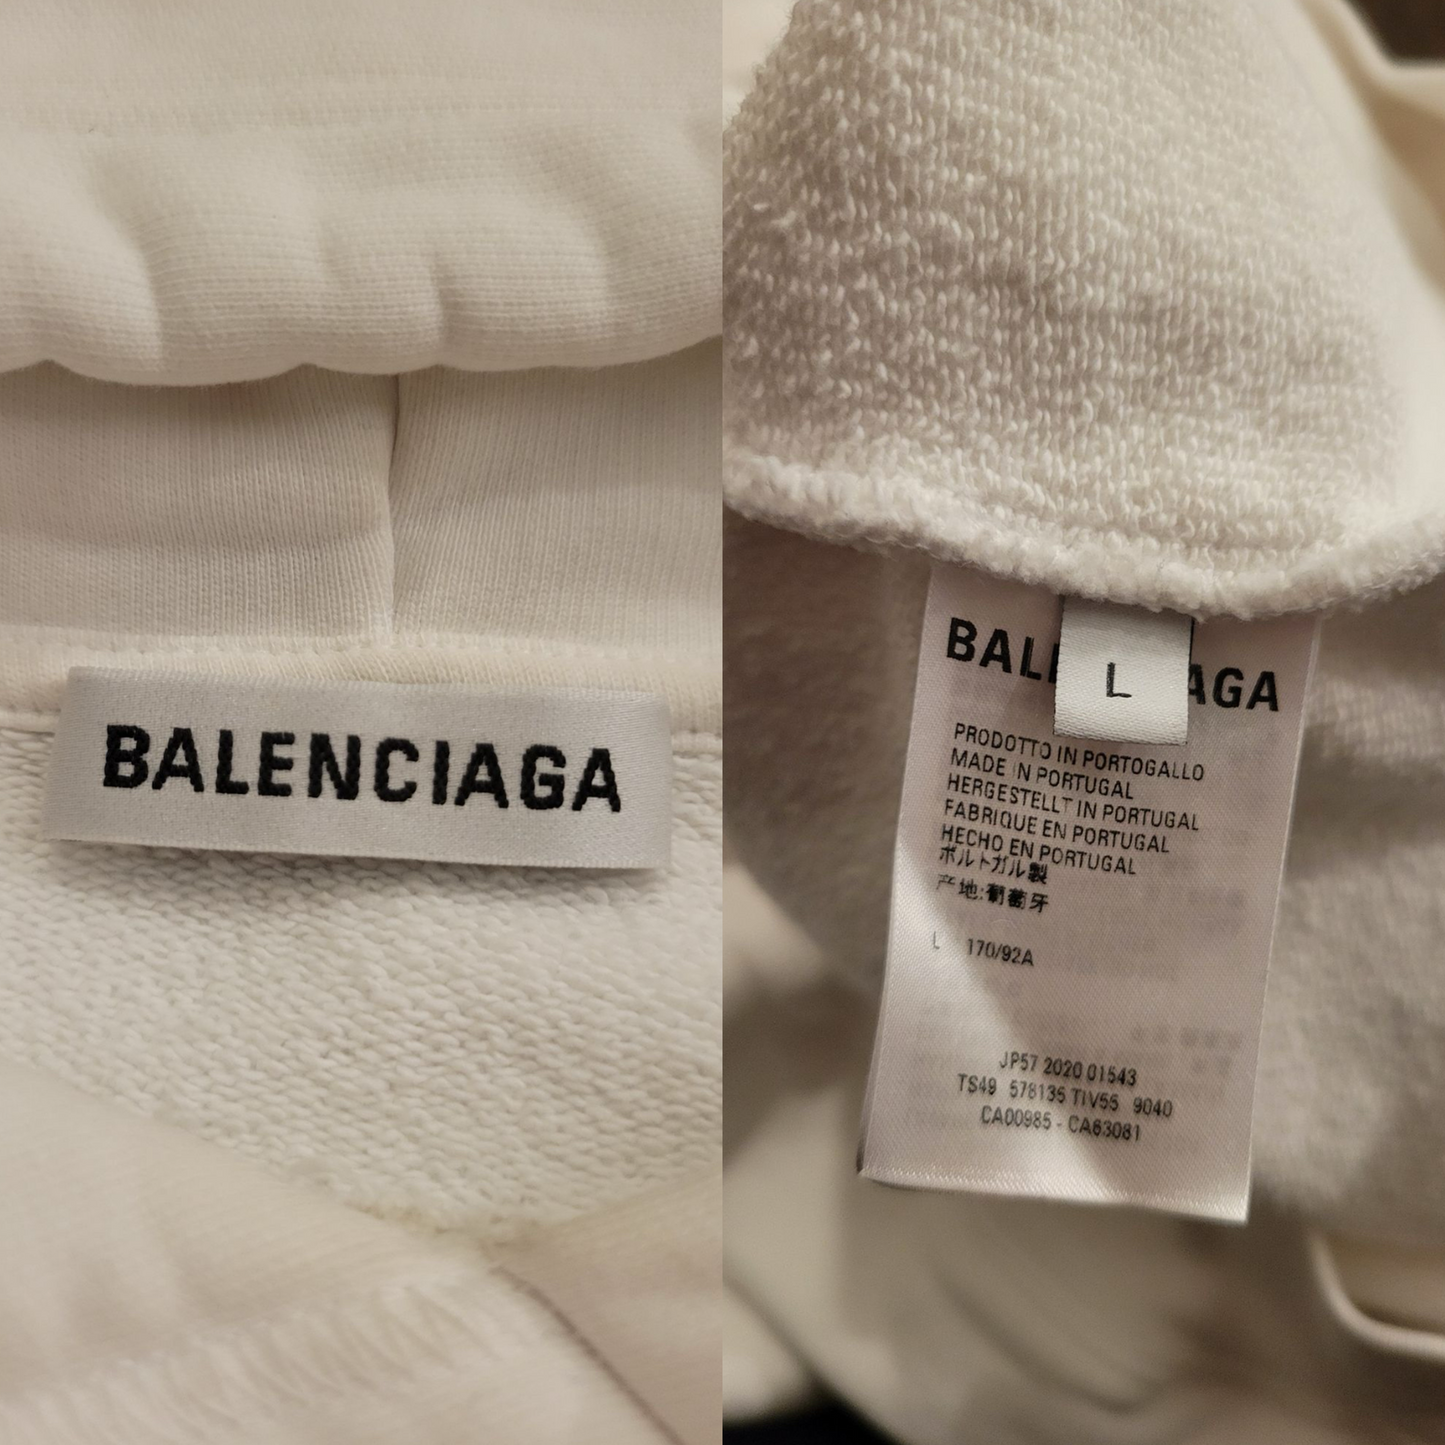 BALENCIAGA
BALE AGA
L
PRODOTTO IN PORTOGALLO
MADE IN PORTUGAL
HERGESTELLT IN PORTUGAL
FABRIQUE EN PORTUGAL
HECHO EN PORTUGAL
ポルトガル製
产地:葡萄牙
L 170/92A
JP57 2020 01543
TS49 578135 TIV55 9040
CA00985 - CA63081